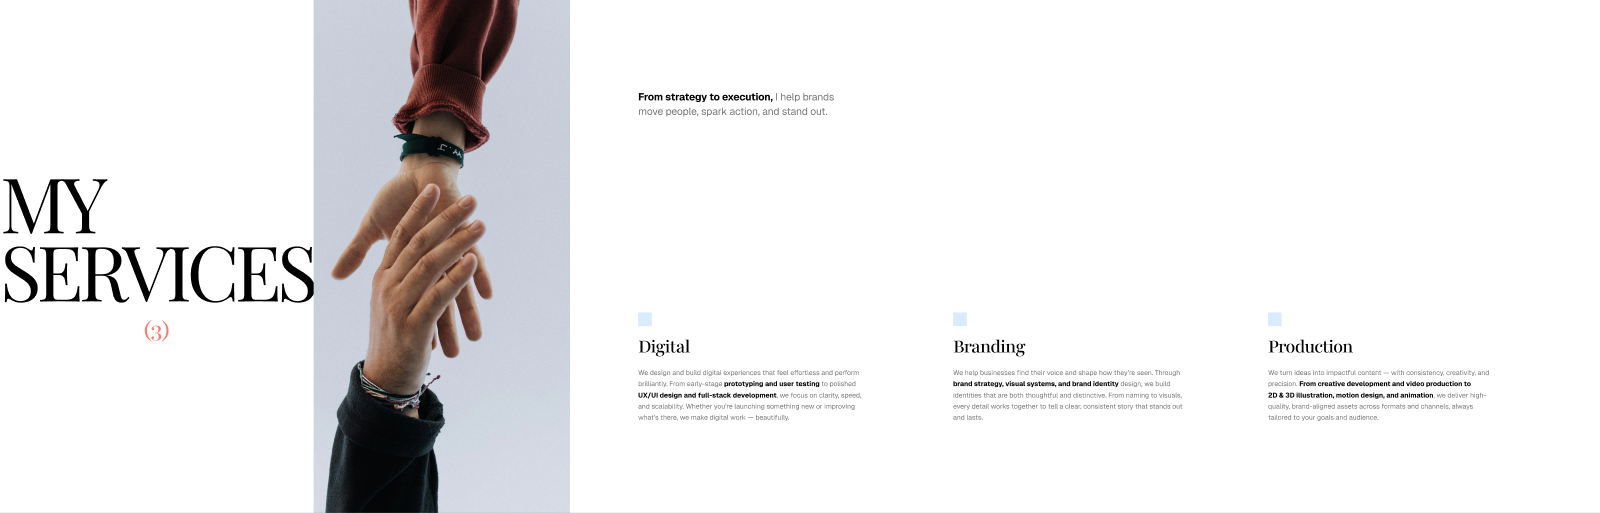 MY
SERVICES
(3)
From strategy to execution, I help brands
move people, spark action, and stand out.
Digital
We design and build digital experiences that feel effortless and perform
brilliantly. From early-stage prototyping and user testing to polished
UX/UI design and full-stack development, we focus on clarity, speed,
and scalability. Whether you're launching something new or improving
what's there, we make digital work — beautifully.
Branding
We help businesses find their voice and shape how they're seen. Through
brand strategy, visual systems, and brand identity design, we build
identities that are both thoughtful and distinctive. From naming to visuals,
every detail works together to tell a clear, consistent story that stands out
and lasts.
Production
We turn ideas into impactful content — with consistency, creativity, and
precision. From creative development and video production to
2D & 3D illustration, motion design, and animation, we deliver high-
quality, brand-aligned assets across formats and channels, always
tailored to your goals and audience.